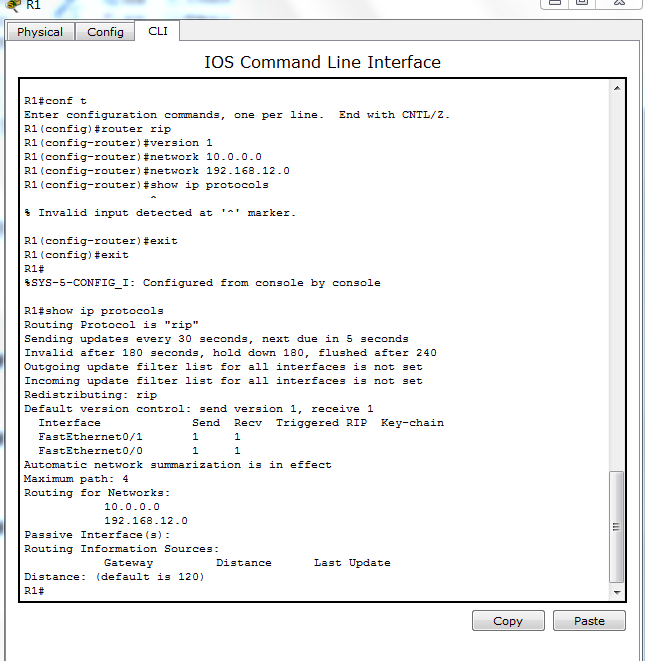 R1
Physical Config CLI
IOS Command Line Interface
R1#conf t
Enter configuration commands, one per line.  End with CNTL/Z.
R1(config)#router rip
R1(config-router)#version 1
R1(config-router)#network 10.0.0.0
R1(config-router)#network 192.168.12.0
R1(config-router)#show ip protocols
                  ^
% Invalid input detected at '^' marker.
R1(config-router)#exit
R1(config)#exit
R1#
%SYS-5-CONFIG_I: Configured from console by console
R1#show ip protocols
Routing Protocol is "rip"
Sending updates every 30 seconds, next due in 5 seconds
Invalid after 180 seconds, hold down 180, flushed after 240
Outgoing update filter list for all interfaces is not set
Incoming update filter list for all interfaces is not set
Redistributing: rip
Default version control: send version 1, receive 1
  Interface             Send  Recv  Triggered RIP  Key-chain
  FastEthernet0/1       1     1
  FastEthernet0/0       1     1
Automatic network summarization is in effect
Maximum path: 4
Routing for Networks:
            10.0.0.0
            192.168.12.0
Passive Interface(s):
Routing Information Sources:
            Gateway         Distance      Last Update
Distance: (default is 120)
R1#
Copy Paste